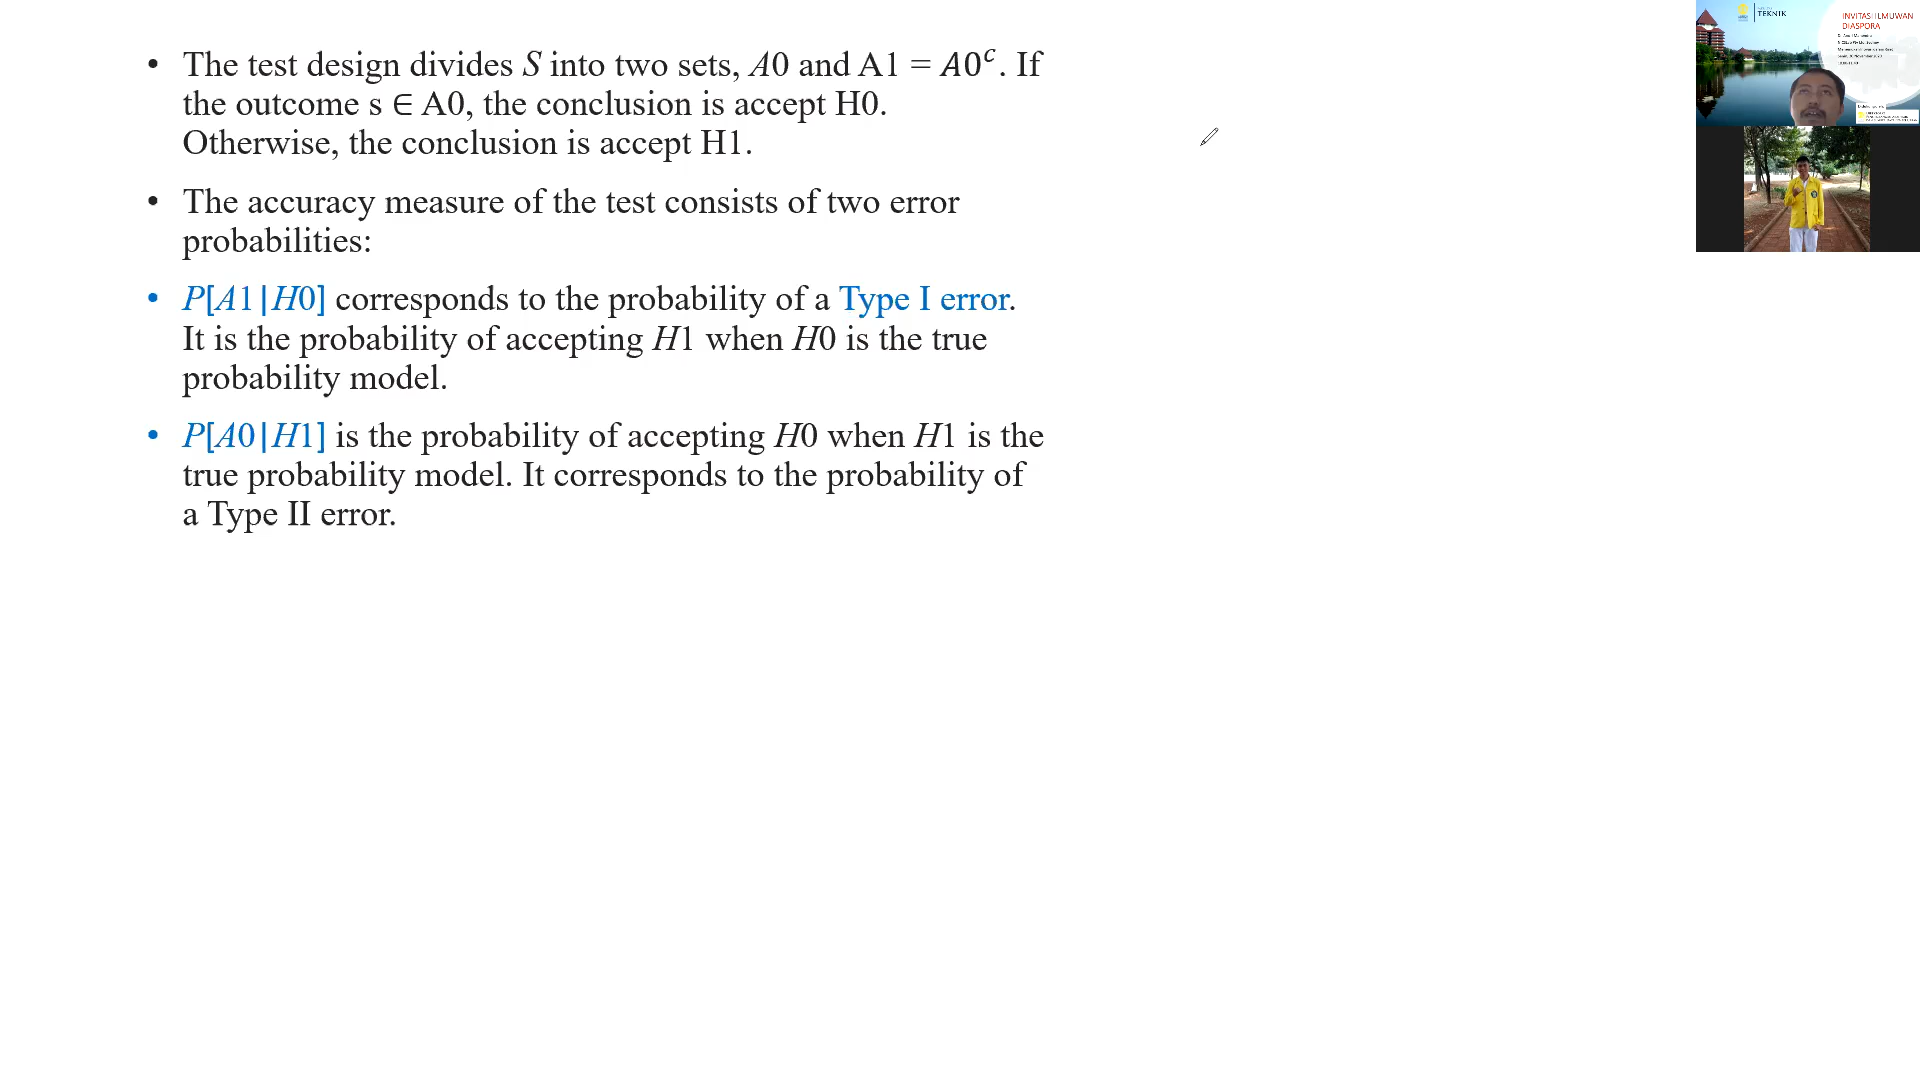 • The test design divides S into two sets, A0 and A1 = A0ᶜ. If
the outcome s ∈ A0, the conclusion is accept H0.
Otherwise, the conclusion is accept H1.
• The accuracy measure of the test consists of two error
probabilities:
• P[A1|H0] corresponds to the probability of a Type I error.
It is the probability of accepting H1 when H0 is the true
probability model.
• P[A0|H1] is the probability of accepting H0 when H1 is the
true probability model. It corresponds to the probability of
a Type II error.
TEKNIK
INVITASI ILMUWAN
DIASPORA